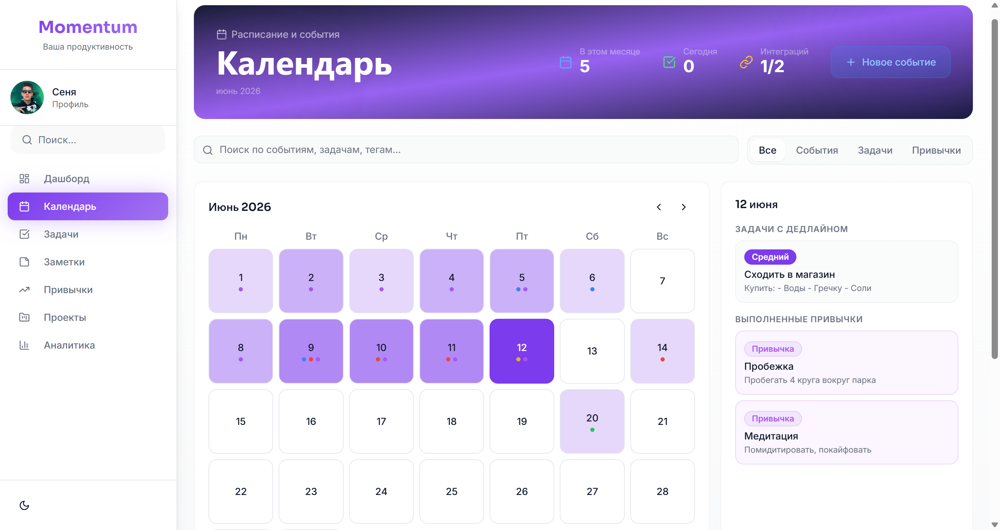 Momentum
Ваша продуктивность
Сеня
Профиль
Поиск...
Дашборд
Календарь
Задачи
Заметки
Привычки
Проекты
Аналитика
Расписание и события
Календарь
июнь 2026
В этом месяце
5
Сегодня
0
Интеграций
1/2
+ Новое событие
Поиск по событиям, задачам, тегам...
Все События Задачи Привычки
Июнь 2026
Пн Вт Ср Чт Пт Сб Вс
1 2 3 4 5 6 7
8 9 10 11 12 13 14
15 16 17 18 19 20 21
22 23 24 25 26 27 28
12 июня
ЗАДАЧИ С ДЕДЛАЙНОМ
Средний
Сходить в магазин
Купить: - Воды - Гречку - Соли
ВЫПОЛНЕННЫЕ ПРИВЫЧКИ
Привычка
Пробежка
Пробегать 4 круга вокруг парка
Привычка
Медитация
Помидитировать, покайфовать